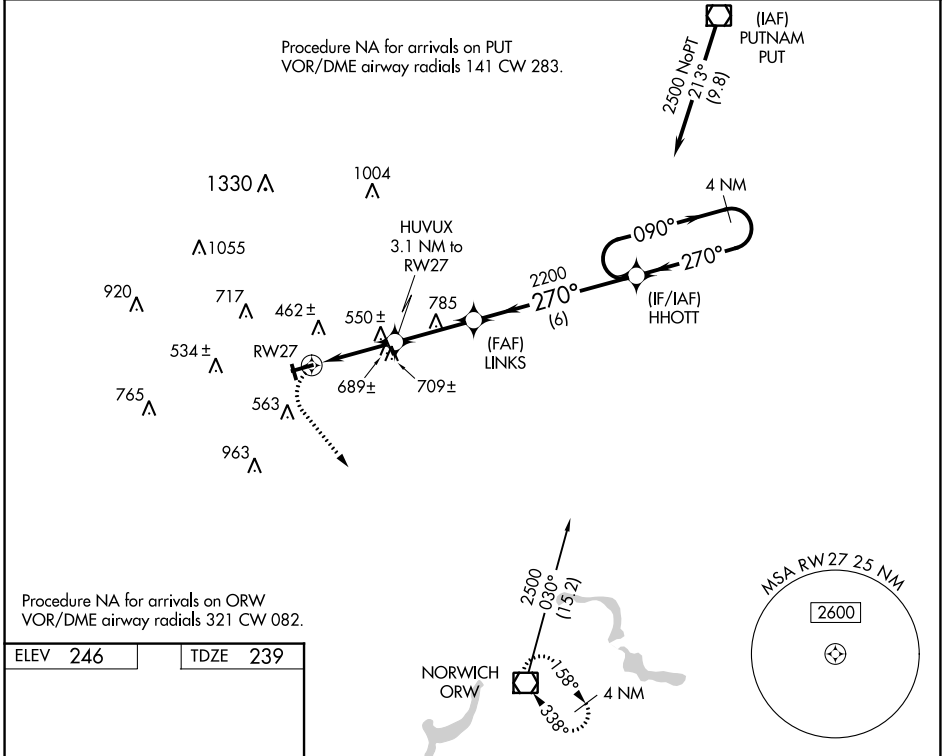 (IAF)
PUTNAM
PUT
Procedure NA for arrivals on PUT
VOR/DME airway radials 141 CW 283.
2500 NoPT
213°
(9.8)
1330
1004
4 NM
HUVUX
3.1 NM to
RW27
090°
270°
1055
2200
270°
(6)
(IF/IAF)
HHOTT
920
717
462±
550±
785
(FAF)
LINKS
534±
RW27
689±
709±
765
563
963
2500
030°
(15.2)
MSA RW27 25 NM
2600
Procedure NA for arrivals on ORW
VOR/DME airway radials 321 CW 082.
ELEV 246
TDZE 239
NORWICH
ORW
158°
338°
4 NM